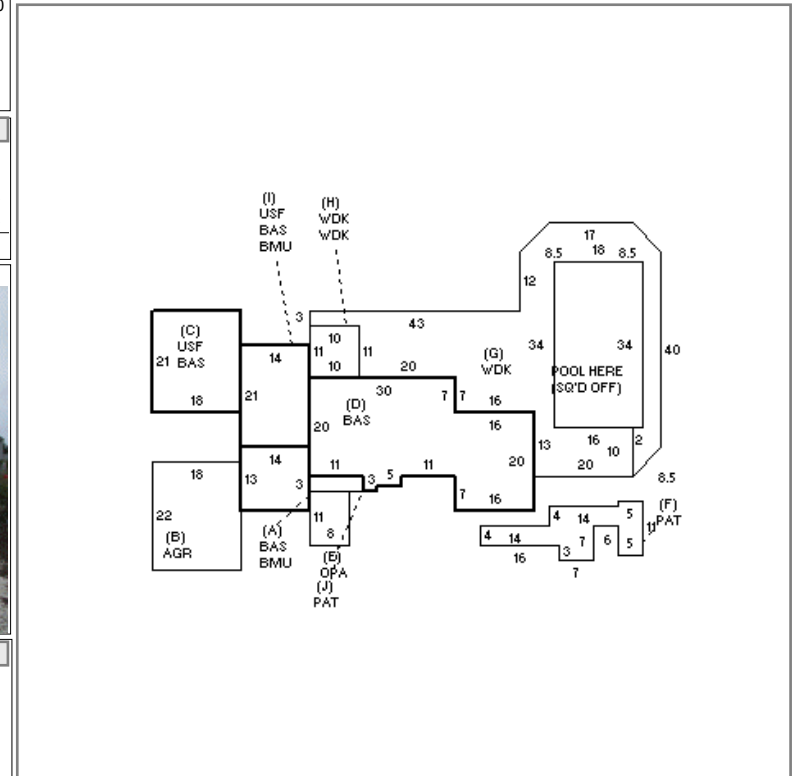 (I)
USF
BAS
BMU
(H)
WDK
WDK
17
8.5 18 8.5
12
3
43
(C)
USF
BAS
21
18
14
21
11
10
10
11
20
(G)
WDK
34
34
40
POOL HERE
(SQ'D OFF)
30
7
7
16
(D)
BAS
20
16
20
13
16
10
2
20
8.5
14
13
3
11
3
5
11
7
16
18
22
(B)
AGR
(A)
BAS
BMU
11
8
(E)
OPA
(J)
PAT
(F)
PAT
4
14
5
11
4
14
7
6
5
3
16
7